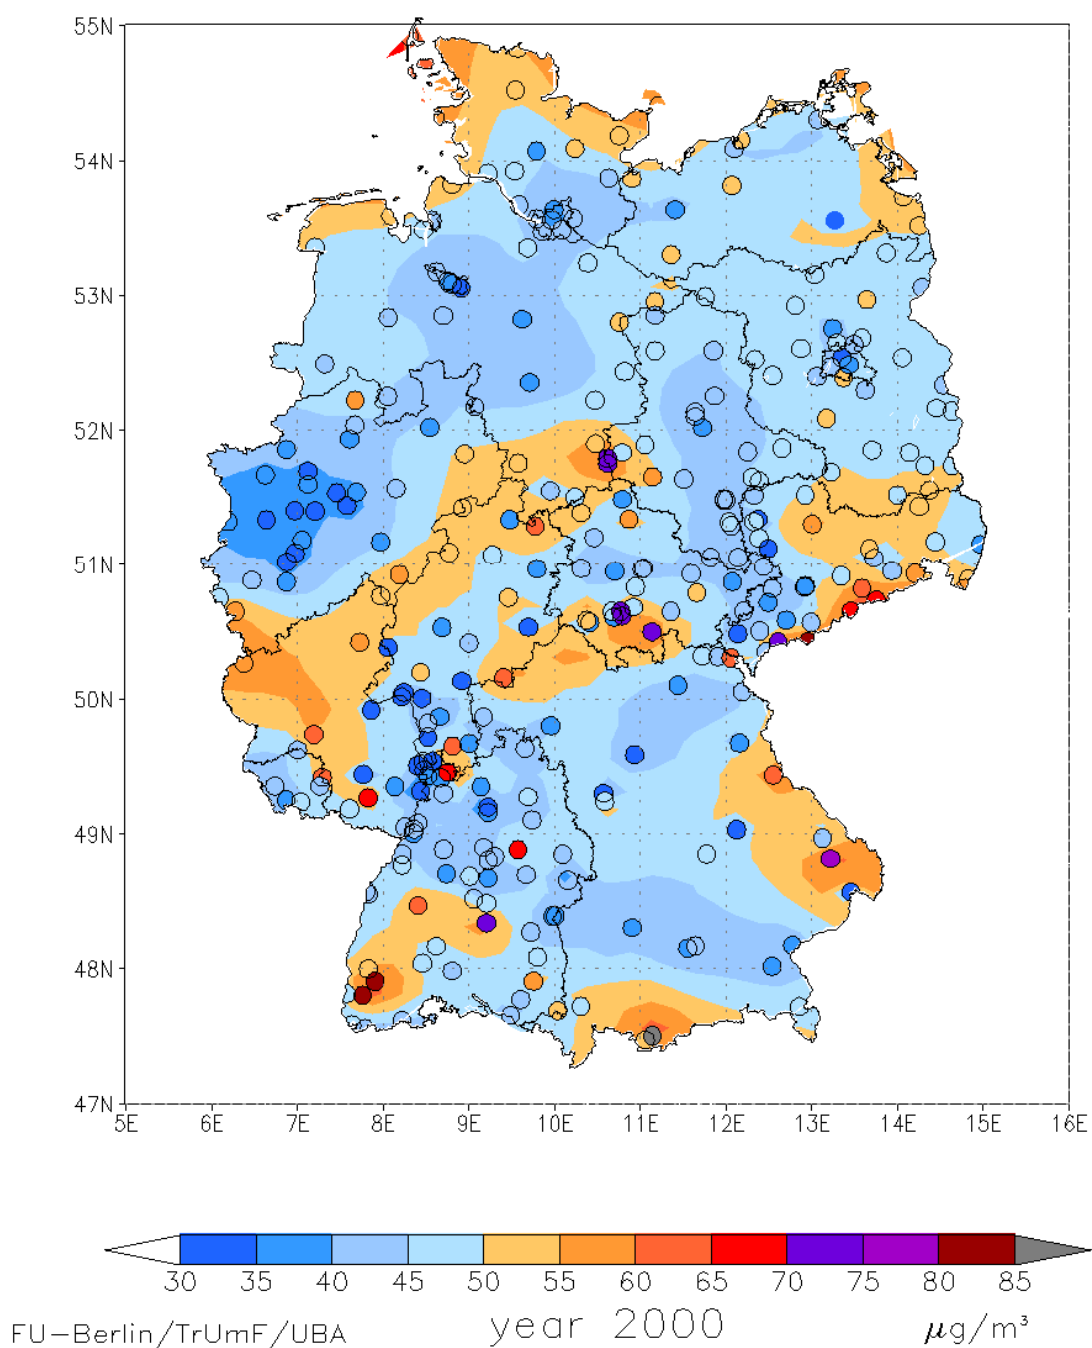 55N
54N
53N
52N
51N
50N
49N
48N
47N
5E 6E 7E 8E 9E 10E 11E 12E 13E 14E 15E 16E
30 35 40 45 50 55 60 65 70 75 80 85
FU-Berlin/TrUmF/UBA year 2000 μg/m³